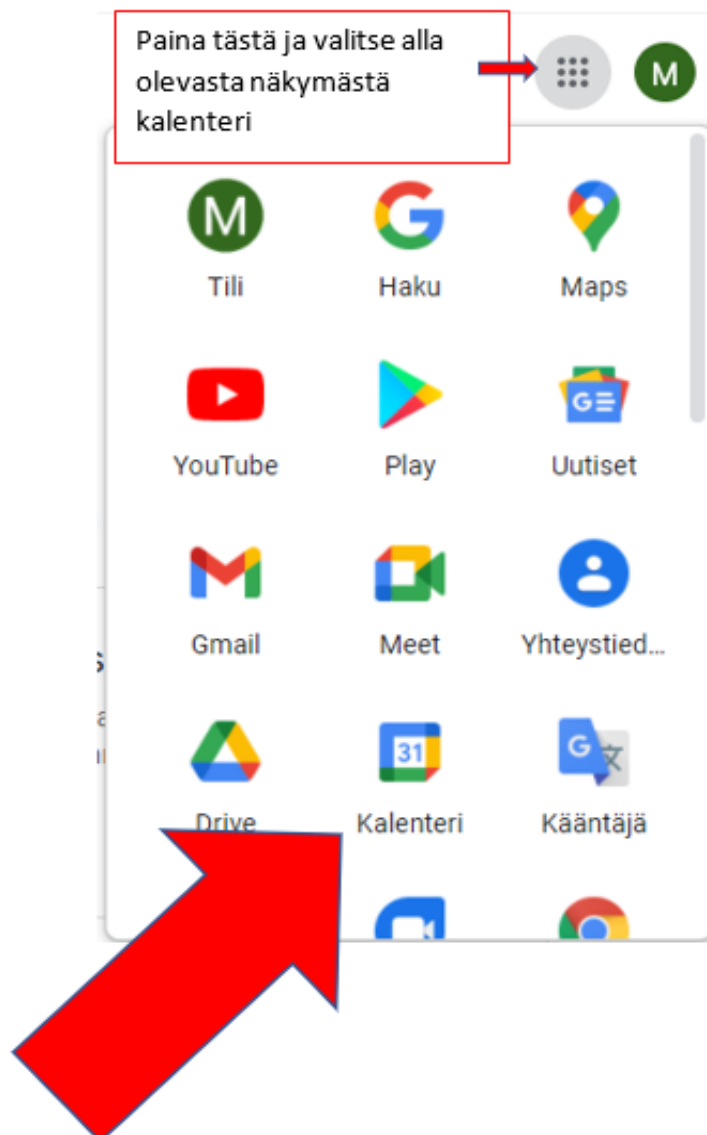 Paina tästä ja valitse alla
olevasta näkymästä
kalenteri
M
M
Tili
Haku
Maps
YouTube
Play
G
Uutiset
Gmail
Meet
Yhteystied...
31
G
文
Drive
Kalenteri
Kääntäjä
s